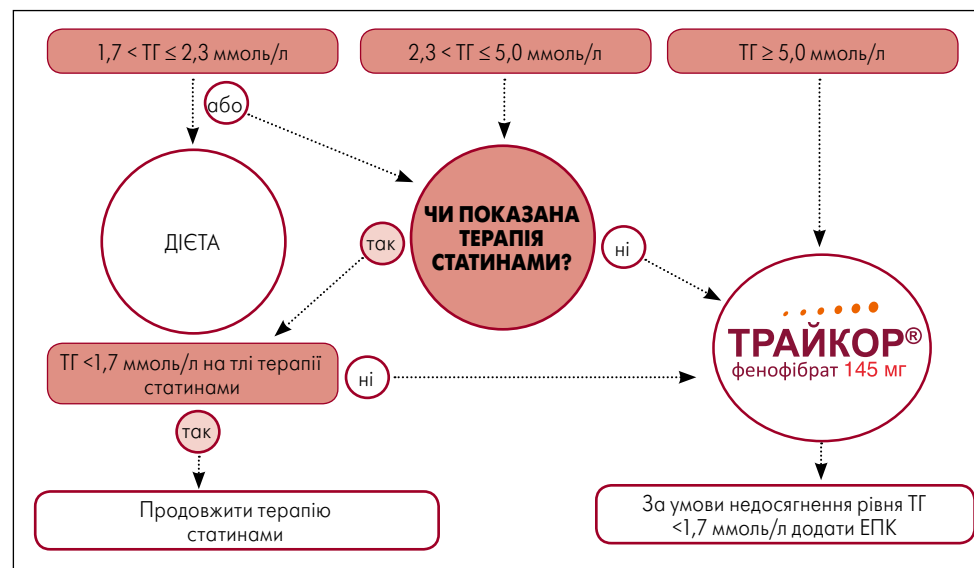 1,7 < ТГ ≤ 2,3 ммоль/л
2,3 < ТГ ≤ 5,0 ммоль/л
ТГ ≥ 5,0 ммоль/л
або
ДІЄТА
ЧИ ПОКАЗАНА
ТЕРАПІЯ
СТАТИНАМИ?
так
ні
ТРАЙКОР®
фенофібрат 145 мг
ТГ <1,7 ммоль/л на тлі терапії
статинами
ні
так
Продовжити терапію
статинами
За умови недосягнення рівня ТГ
<1,7 ммоль/л додати ЕПК